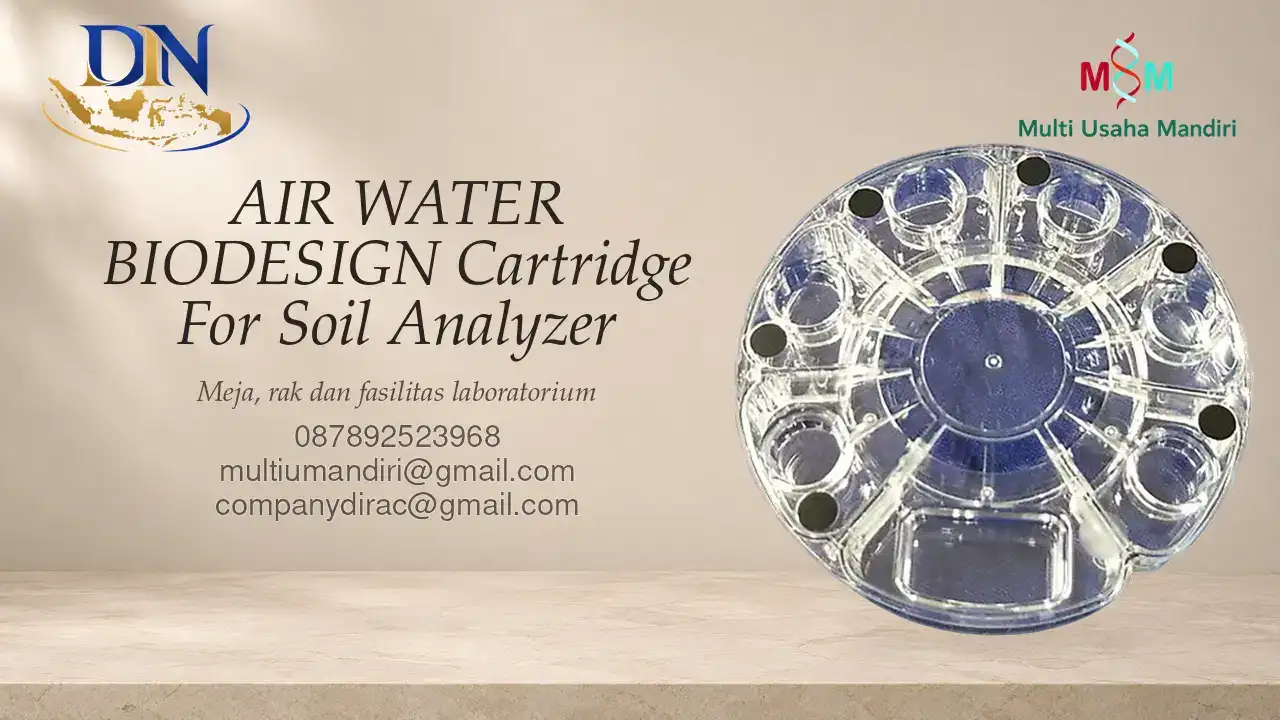 DIN
MSM
Multi Usaha Mandiri
AIR WATER
BIODESIGN Cartridge
For Soil Analyzer
Meja, rak dan fasilitas laboratorium
087892523968
multiumandiri@gmail.com
companydirac@gmail.com